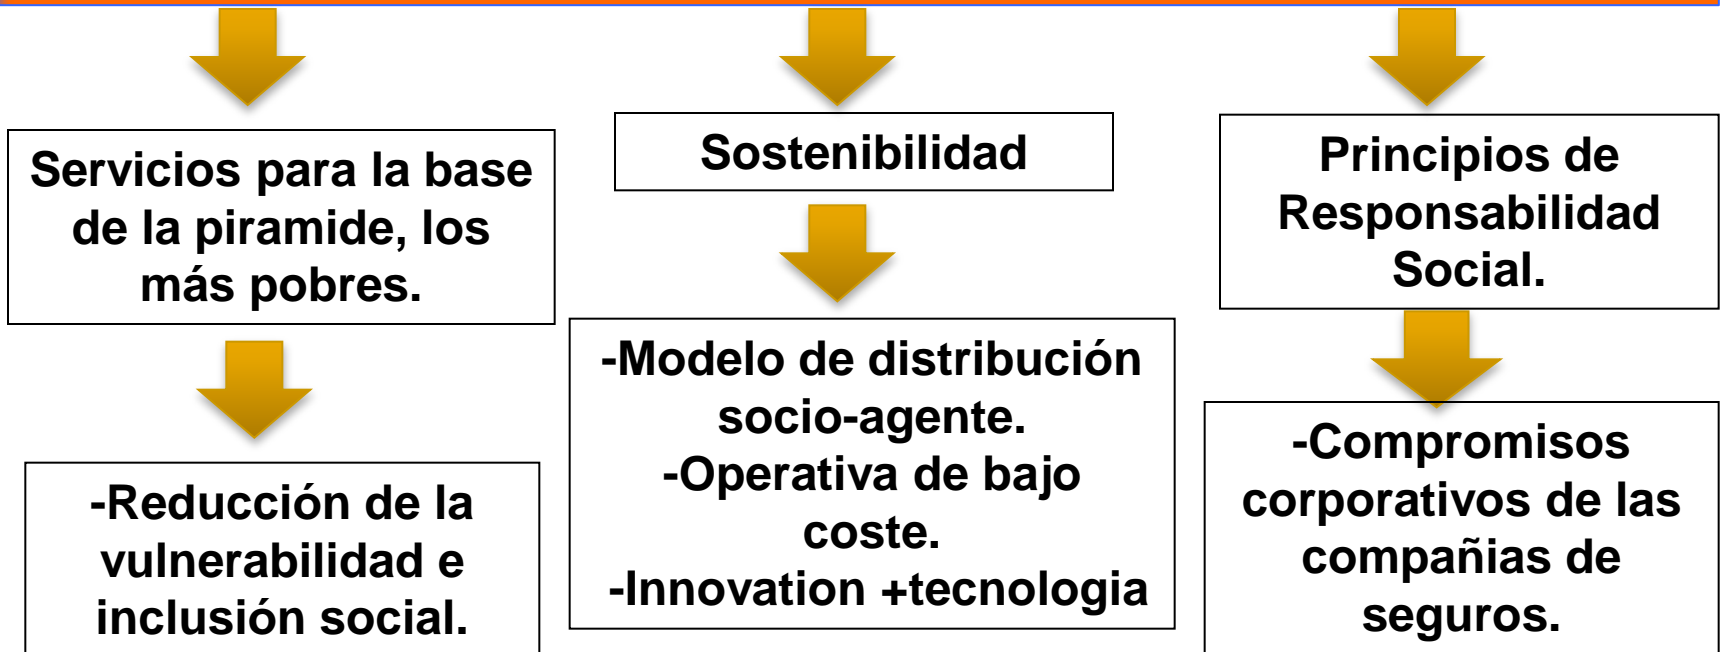 Servicios para la base
de la piramide, los
más pobres.
-Reducción de la
vulnerabilidad e
inclusión social.
Sostenibilidad
-Modelo de distribución
socio-agente.
-Operativa de bajo
coste.
-Innovation +tecnologia
Principios de
Responsabilidad
Social.
-Compromisos
corporativos de las
compañias de
seguros.